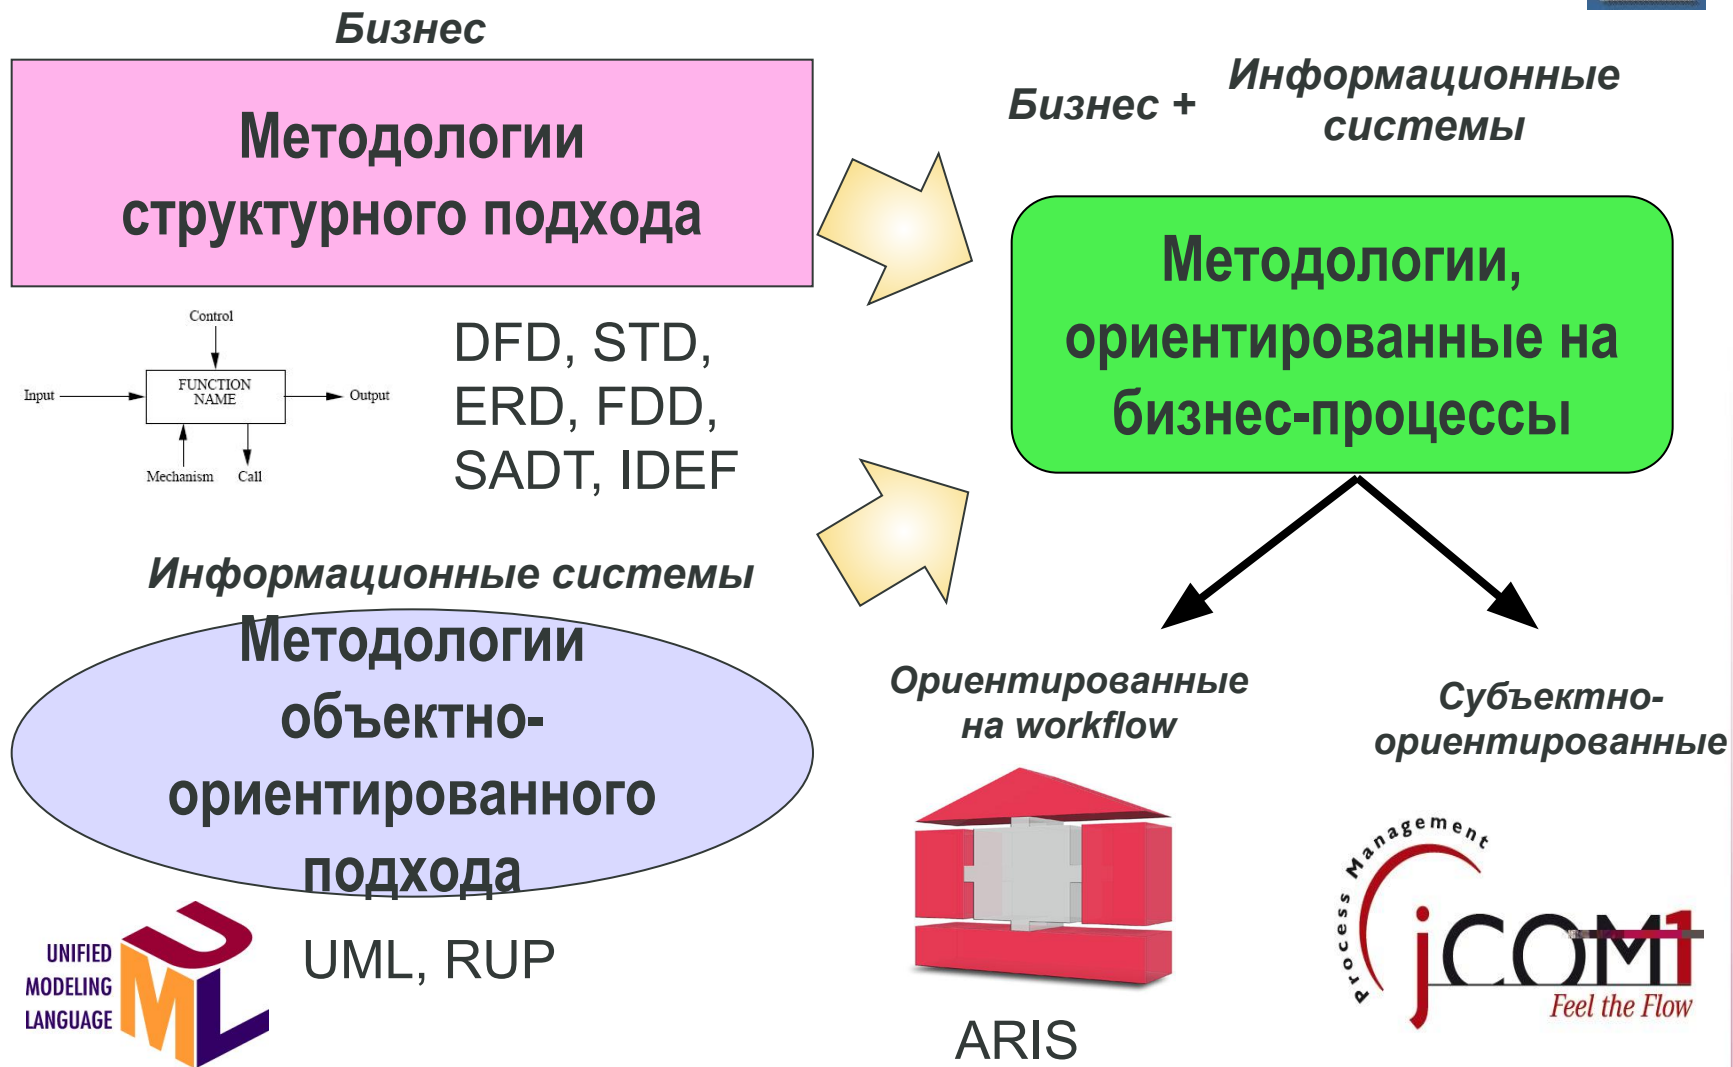 Бизнес
Методологии
структурного подхода
Control
Input
FUNCTION
NAME
Output
Mechanism
Call
DFD, STD,
ERD, FDD,
SADT, IDEF
Информационные системы
Методологии
объектно-
ориентированного
подхода
UNIFIED
MODELING
LANGUAGE
UML
UML, RUP
Бизнес +
Информационные
системы
Методологии,
ориентированные на
бизнес-процессы
Ориентированные
на workflow
ARIS
Субъектно-
ориентированные
Process Management
jCOM1
Feel the Flow